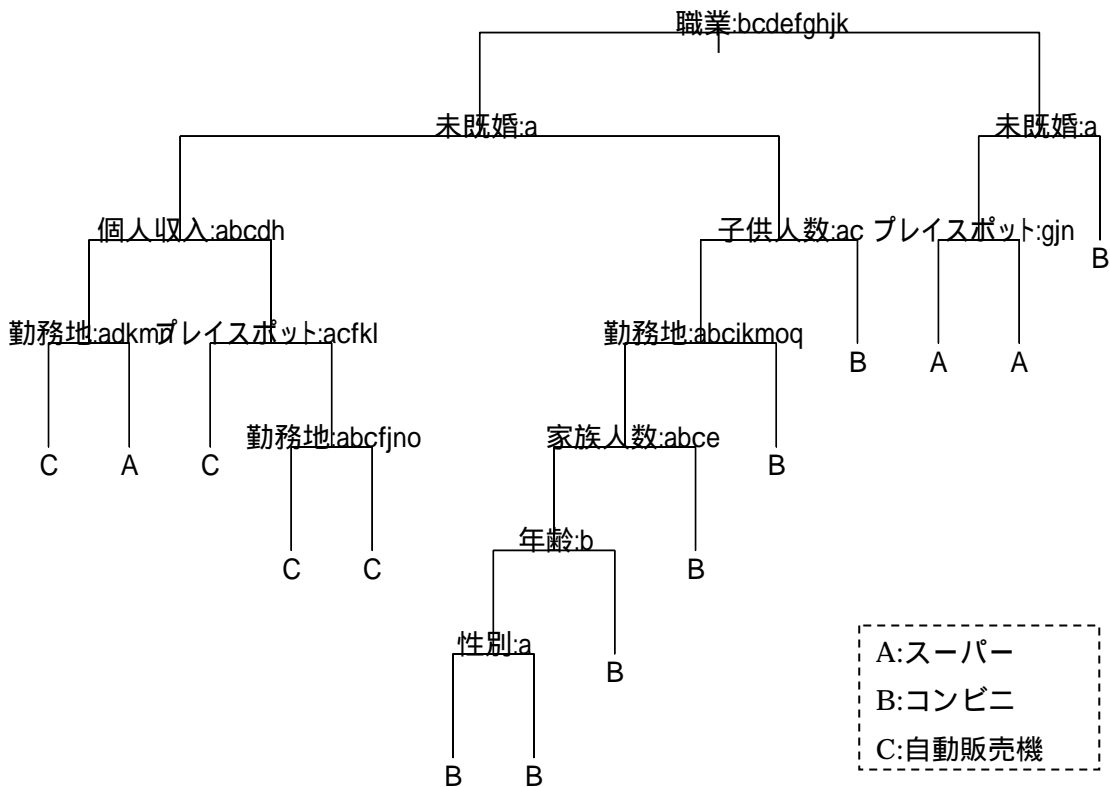 職業:bcdefghjk
未既婚:a
未既婚:a
個人収入:abcdh
子供人数:ac
プレイスポット:gjn
B
勤務地:adkm
プレイスポット:acfkl
勤務地:abcikmoq
B
A
A
C
A
C
勤務地:abcfjno
家族人数:abce
B
C
C
年齢:b
B
性別:a
B
B
B
A:スーパー
B:コンビニ
C:自動販売機